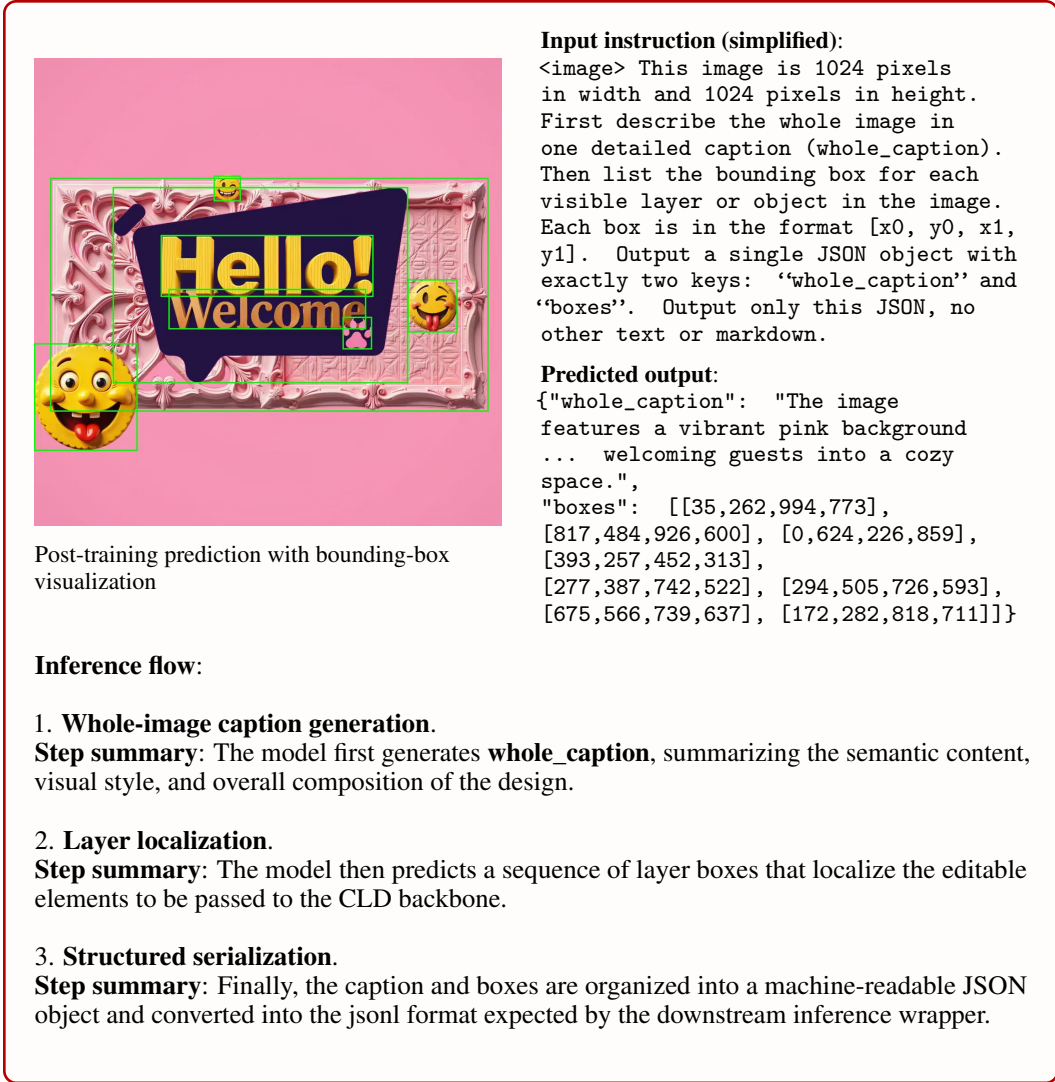 Hello!
Welcome
Post-training prediction with bounding-box
visualization
Input instruction (simplified):
<image> This image is 1024 pixels
in width and 1024 pixels in height.
First describe the whole image in
one detailed caption (whole_caption).
Then list the bounding box for each
visible layer or object in the image.
Each box is in the format [x0, y0, x1,
y1]. Output a single JSON object with
exactly two keys: “whole_caption” and
“boxes”. Output only this JSON, no
other text or markdown.
Predicted output:
{"whole_caption": "The image
features a vibrant pink background
... welcoming guests into a cozy
space.",
"boxes": [[35,262,994,773],
[817,484,926,600], [0,624,226,859],
[393,257,452,313],
[277,387,742,522], [294,505,726,593],
[675,566,739,637], [172,282,818,711]]}
Inference flow:
1. Whole-image caption generation.
Step summary: The model first generates whole_caption, summarizing the semantic content,
visual style, and overall composition of the design.
2. Layer localization.
Step summary: The model then predicts a sequence of layer boxes that localize the editable
elements to be passed to the CLD backbone.
3. Structured serialization.
Step summary: Finally, the caption and boxes are organized into a machine-readable JSON
object and converted into the jsonl format expected by the downstream inference wrapper.